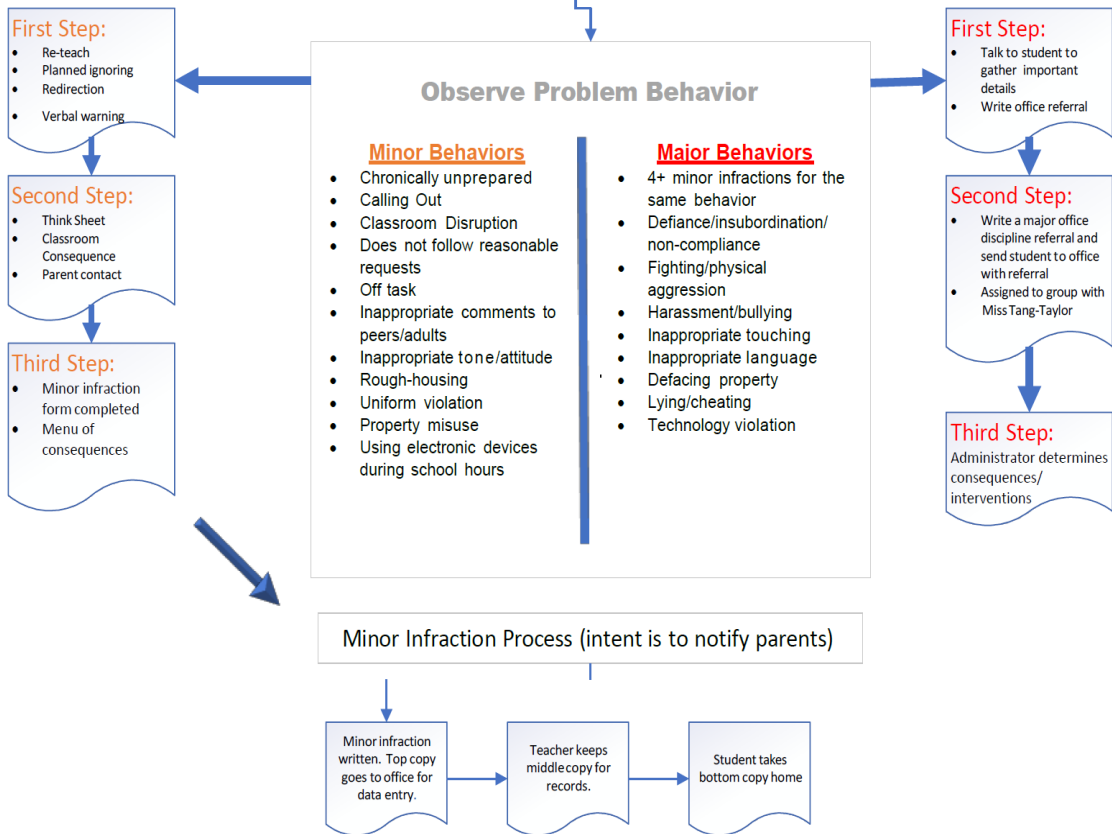 First Step:
• Re-teach
• Planned ignoring
• Redirection
• Verbal warning
Second Step:
• Think Sheet
• Classroom
Consequence
• Parent contact
Third Step:
• Minor infraction
form completed
• Menu of
consequences
Observe Problem Behavior
Minor Behaviors
• Chronically unprepared
• Calling Out
• Classroom Disruption
• Does not follow reasonable
requests
• Off task
• Inappropriate comments to
peers/adults
• Inappropriate tone/attitude
• Rough-housing
• Uniform violation
• Property misuse
• Using electronic devices
during school hours
Major Behaviors
• 4+ minor infractions for the
same behavior
• Defiance/insubordination/
non-compliance
• Fighting/physical
aggression
• Harassment/bullying
• Inappropriate touching
• Inappropriate language
• Defacing property
• Lying/cheating
• Technology violation
First Step:
• Talk to student to
gather important
details
• Write office referral
Second Step:
• Write a major office
discipline referral and
send student to office
with referral
• Assigned to group with
Miss Tang-Taylor
Third Step:
Administrator determines
consequences/
interventions
Minor Infraction Process (intent is to notify parents)
Minor infraction
written. Top copy
goes to office for
data entry.
Teacher keeps
middle copy for
records.
Student takes
bottom copy home